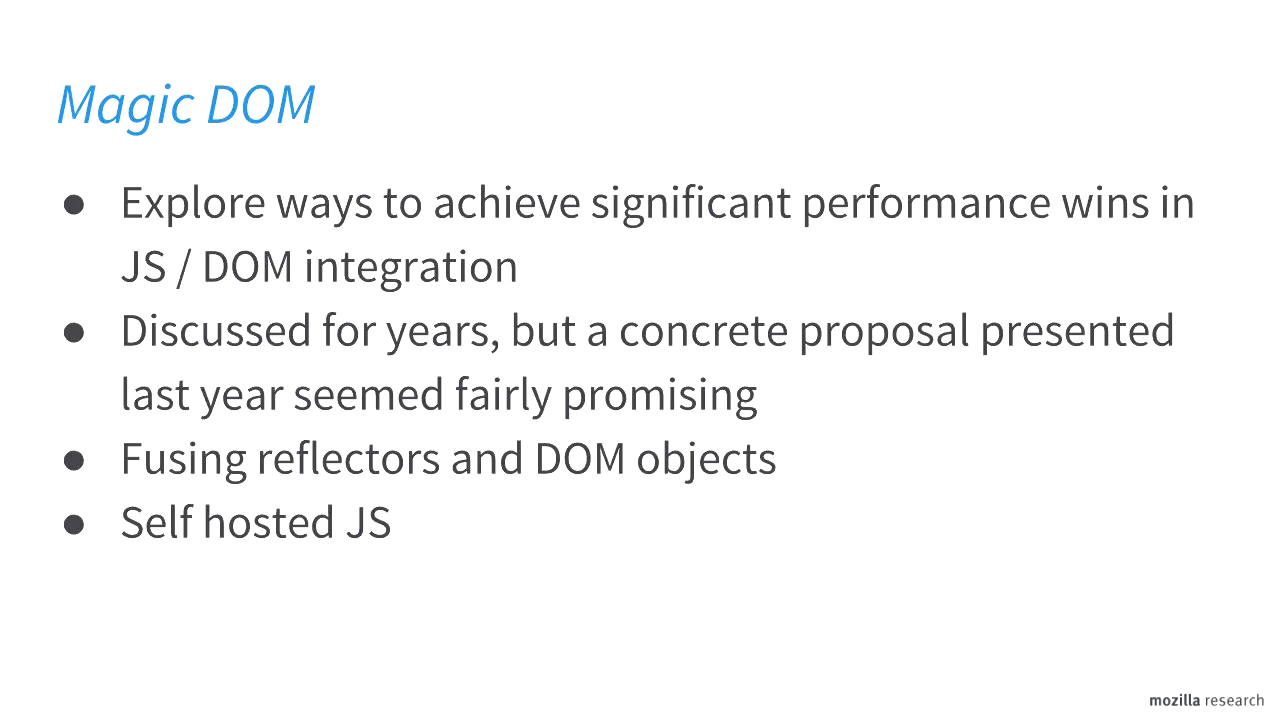 Magic DOM
● Explore ways to achieve significant performance wins in
JS / DOM integration
● Discussed for years, but a concrete proposal presented
last year seemed fairly promising
● Fusing reflectors and DOM objects
● Self hosted JS
mozilla research